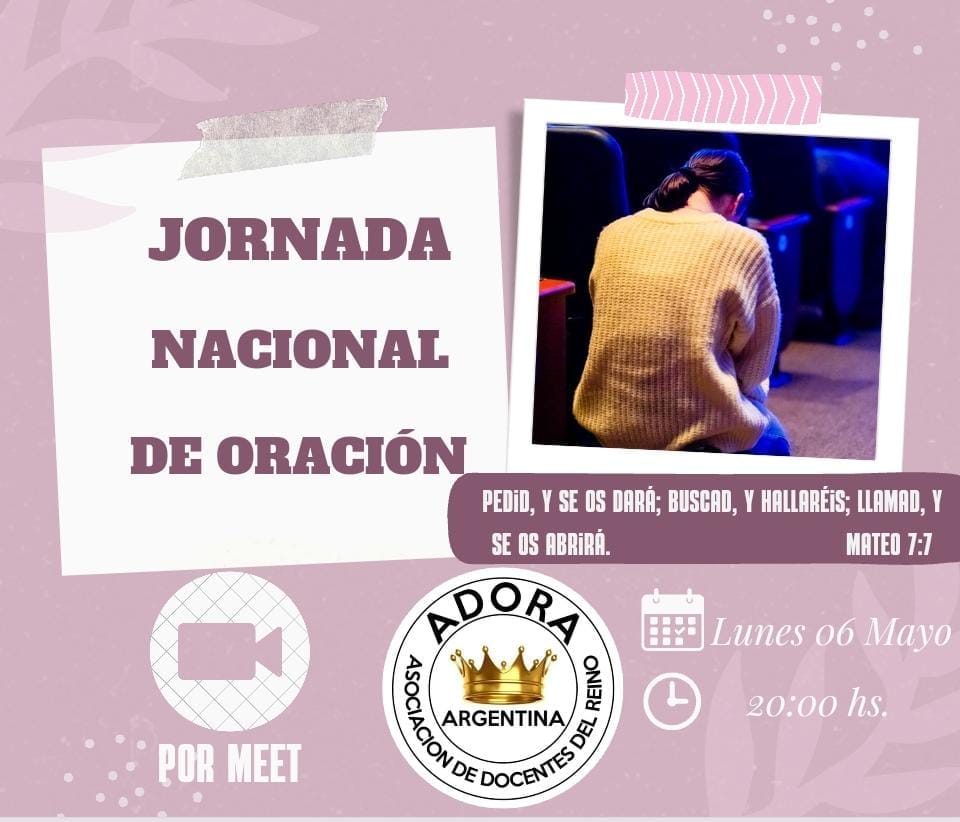 JORNADA
NACIONAL
DE ORACIÓN
PEDiD, Y SE OS DARÁ; BUSCAD, Y HALLARÉiS; LLAMAD, Y
SE OS ABRiRÁ. MATEO 7:7
POR MEET
ADORA
ARGENTINA
ASOCIACION DE DOCENTES DEL REINO
Lunes 06 Mayo
20:00 hs.